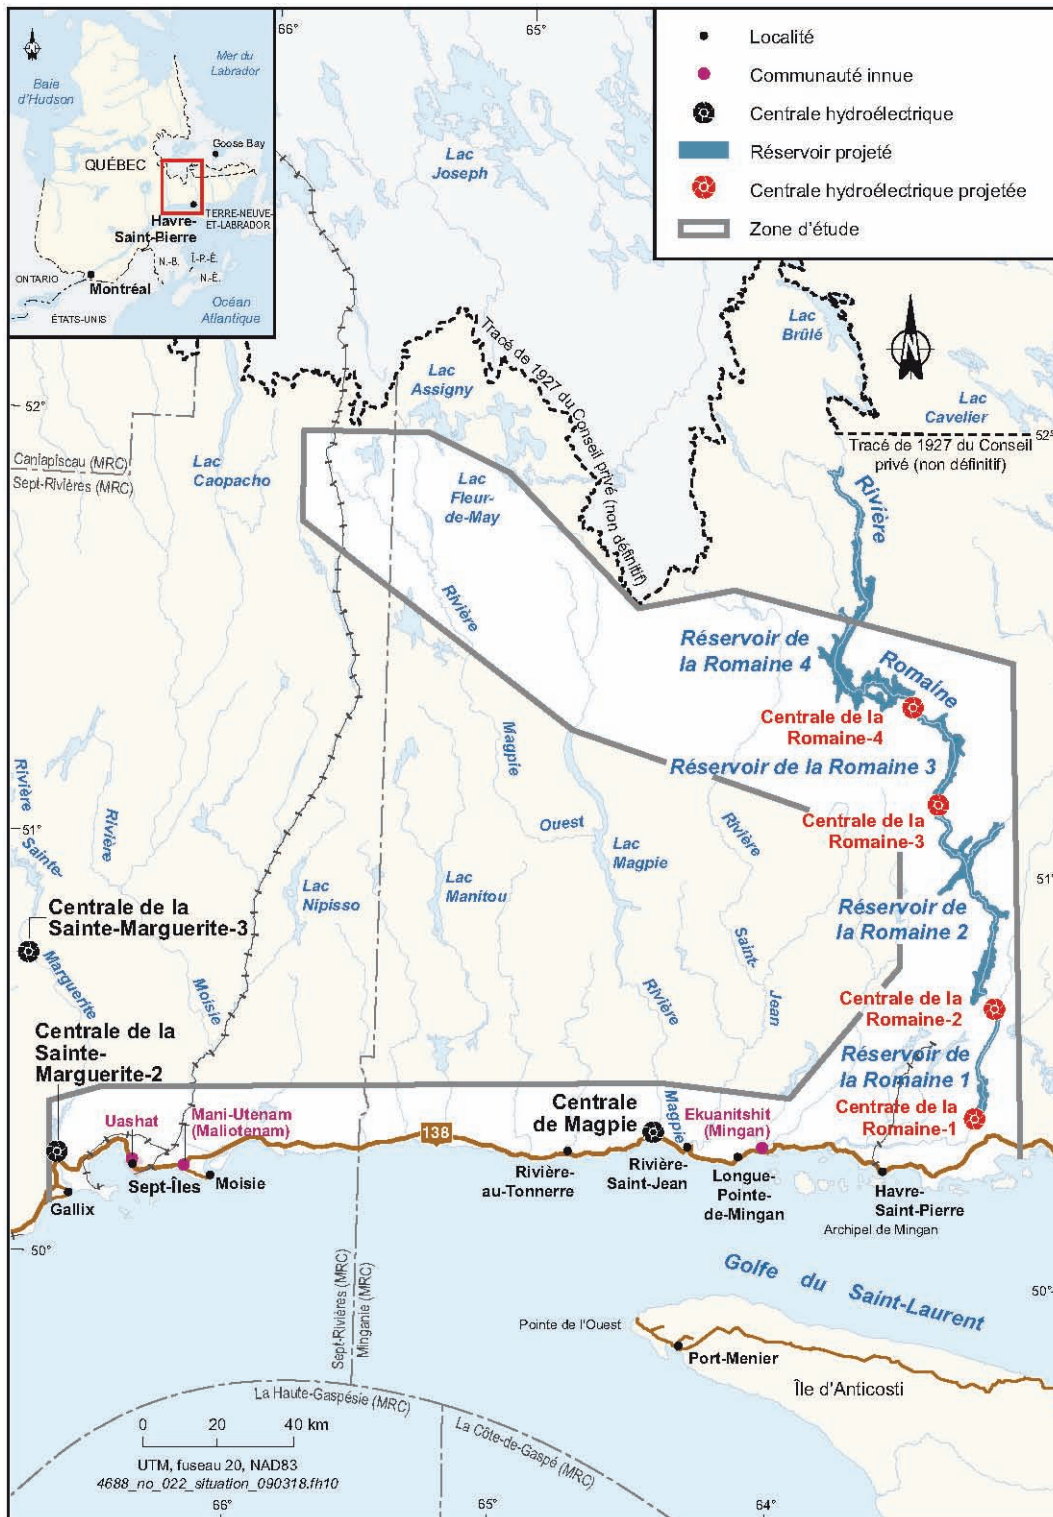 66°
65°
Baie
d'Hudson
Mer du
Labrador
Goose Bay
QUÉBEC
Havre-
Saint-Pierre
TERRE-NEUVE-
ET-LABRADOR
N.-B.
Î.-P.-É.
N.-É.
ONTARIO
Montréal
ÉTATS-UNIS
Océan
Atlantique
Localité
Communauté innue
Centrale hydroélectrique
Réservoir projeté
Centrale hydroélectrique projetée
Zone d'étude
Lac
Joseph
Lac
Brûlé
N
Lac
Assigny
Tracé de 1927 du Conseil privé (non définitif)
Lac
Cavelier
52°
52°
Tracé de 1927 du Conseil
privé (non définitif)
Caniapiscau (MRC)
Sept-Rivières (MRC)
Lac
Caopacho
Lac
Fleur-
de-May
Rivière
Rivière
Réservoir de
la Romaine 4
Romaine
Centrale de la
Romaine-4
Magpie
Réservoir de la Romaine 3
Rivière
Rivière
Ouest
Rivière
Centrale de la
Romaine-3
51°
Sainte-
Lac
Magpie
Lac
Manitou
Lac
Nipisso
51°
Centrale de la
Sainte-Marguerite-3
Réservoir de
la Romaine 2
Saint-
Marguerite
Moisie
Rivière
Jean
Centrale de la
Romaine-2
Centrale de la
Sainte-
Marguerite-2
Réservoir de
la Romaine 1
Uashat
Mani-Utenam
(Maliotenam)
138
Centrale
de Magpie
Magpie
Ekuanitshit
(Mingan)
Centrale de la
Romaine-1
Sept-Îles
Moisie
Gallix
Rivière-
au-Tonnerre
Rivière-
Saint-Jean
Longue-
Pointe-
de-Mingan
Havre-
Saint-Pierre
Archipel de Mingan
50°
50°
Golfe du Saint-Laurent
Sept-Rivières (MRC)
Minganie (MRC)
Pointe de l'Ouest
Port-Menier
Île d'Anticosti
La Haute-Gaspésie (MRC)
La Côte-de-Gaspé (MRC)
0 20 40 km
UTM, fuseau 20, NAD83
4688_no_022_situation_090318.fh10
66°
65°
64°